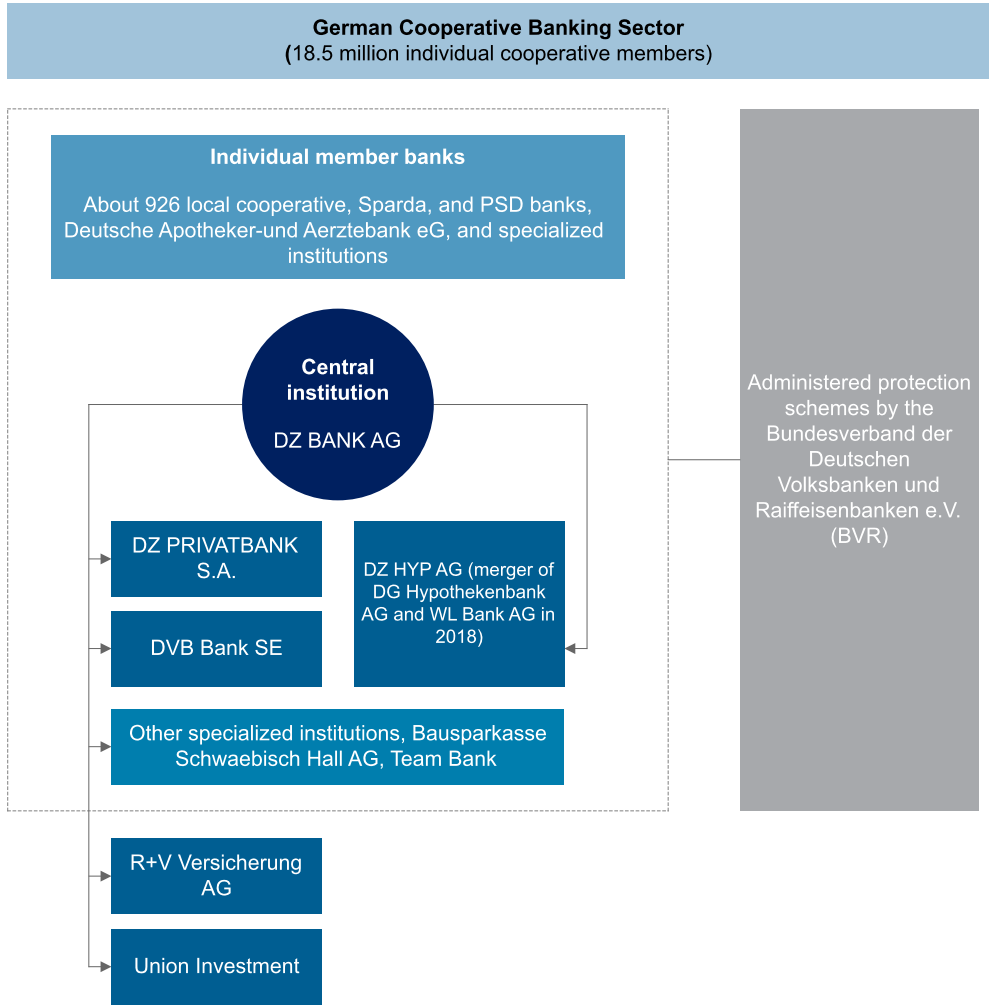 German Cooperative Banking Sector
(18.5 million individual cooperative members)
Individual member banks
About 926 local cooperative, Sparda, and PSD banks,
Deutsche Apotheker-und Aerztebank eG, and specialized
institutions
Central
institution
DZ BANK AG
DZ PRIVATBANK
S.A.
DZ HYP AG (merger of
DG Hypothekenbank
AG and WL Bank AG in
2018)
DVB Bank SE
Other specialized institutions, Bausparkasse
Schwaebisch Hall AG, Team Bank
R+V Versicherung
AG
Union Investment
Administered protection
schemes by the
Bundesverband der
Deutschen
Volksbanken und
Raiffeisenbanken e.V.
(BVR)